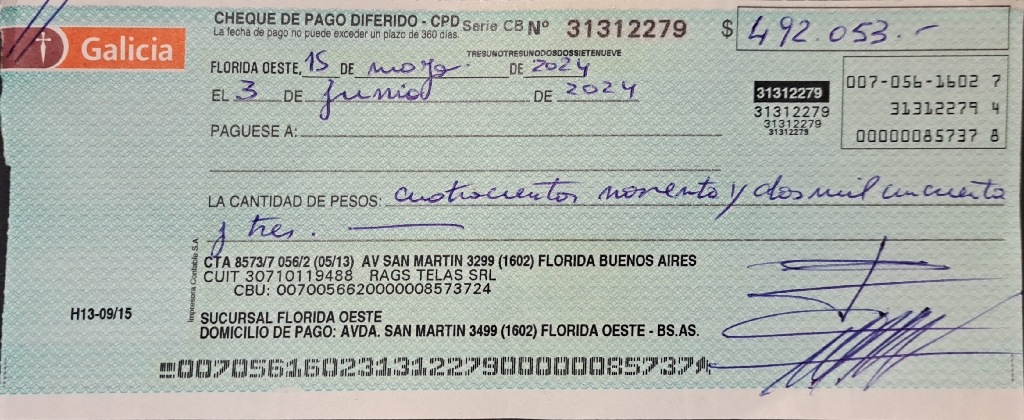 Galicia
CHEQUE DE PAGO DIFERIDO - CPD Serie CB Nº 31312279 $ 492.053.-
La fecha de pago no puede exceder un plazo de 360 días.
TRESUNOTRESUNODOSDOSSIETENUEVE
FLORIDA OESTE, 15 DE mayo DE 2024
EL 3 DE Junio DE 2024
31312279
31312279
31312279
31312279
007-056-1602 7
31312279 4
00000085737 8
PAGUESE A:
LA CANTIDAD DE PESOS: cuatrocientos noventa y dos mil cincuenta
y tres.
CTA 8573/7 056/2 (05/13) AV SAN MARTIN 3299 (1602) FLORIDA BUENOS AIRES
CUIT 30710119488 RAGS TELAS SRL
CBU: 0070056620000008573724
Impresora Contable S.A
H13-09/15
SUCURSAL FLORIDA OESTE
DOMICILIO DE PAGO: AVDA. SAN MARTIN 3499 (1602) FLORIDA OESTE - BS.AS.
00705616023131227900000085737